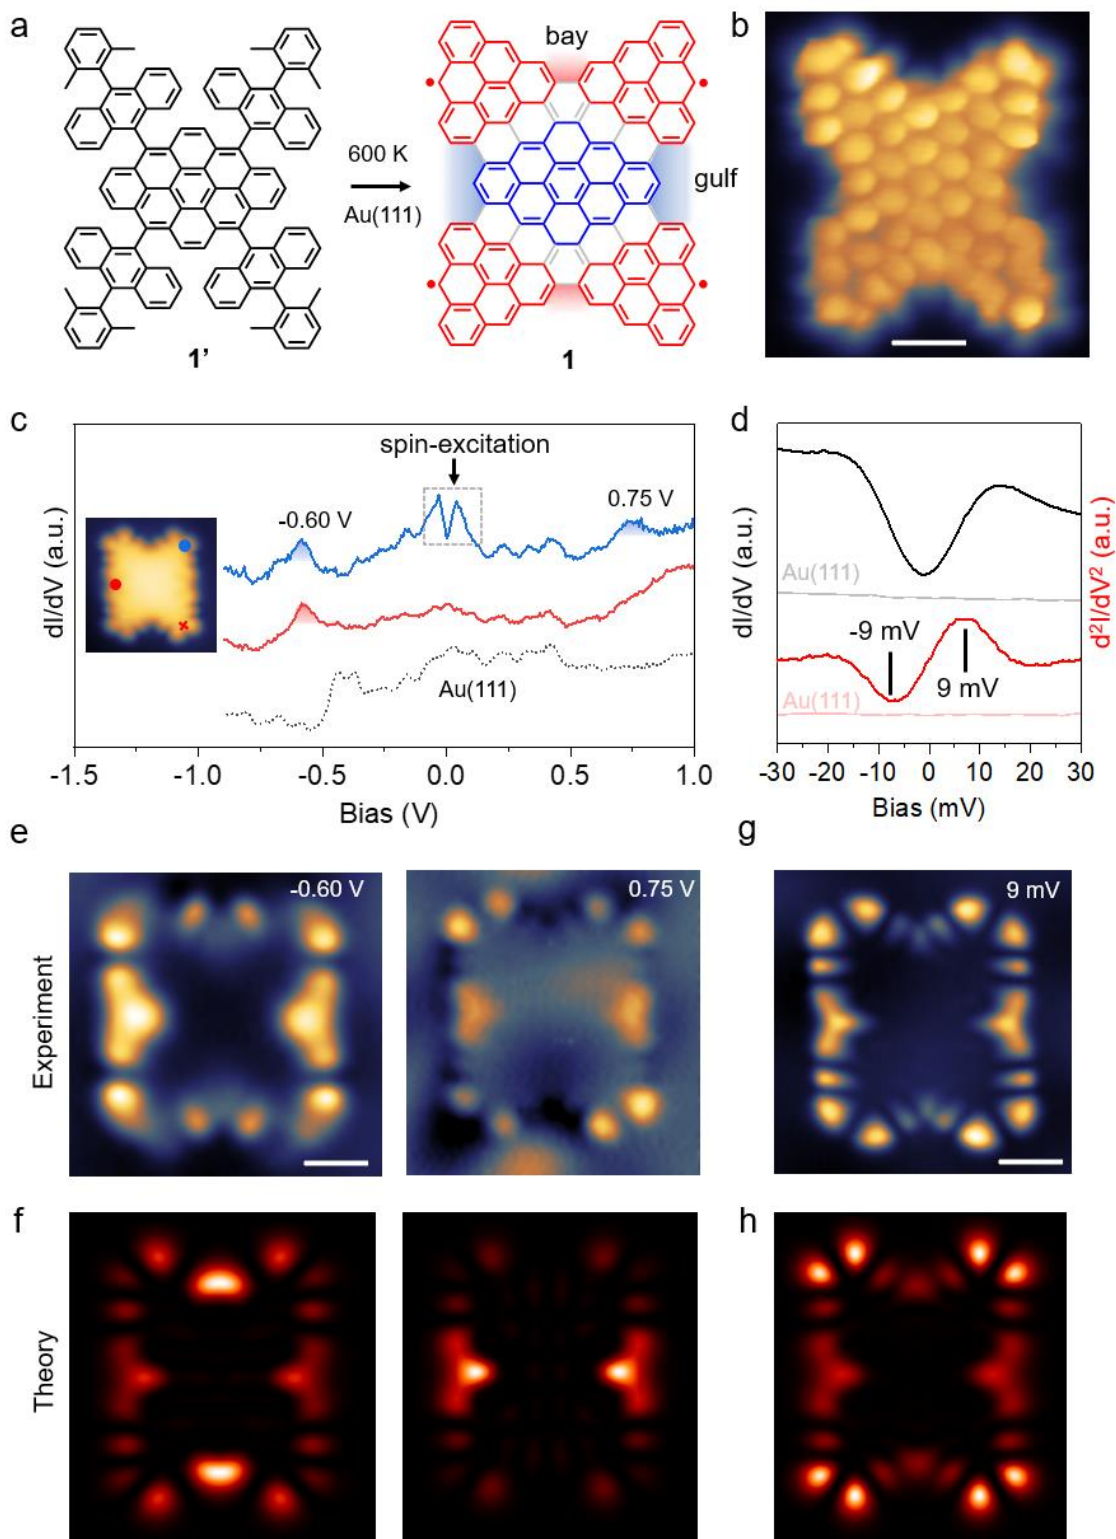 a
bay
600 K
Au(111)
gulf
1’
1
b
c
spin-excitation
-0.60 V
0.75 V
Au(111)
dI/dV (a.u.)
-1.5
-1.0
-0.5
0.0
0.5
1.0
Bias (V)
d
Au(111)
-9 mV
9 mV
Au(111)
dI/dV (a.u.)
d²I/dV² (a.u.)
-30
-20
-10
0
10
20
30
Bias (mV)
e
-0.60 V
0.75 V
g
9 mV
Experiment
f
h
Theory